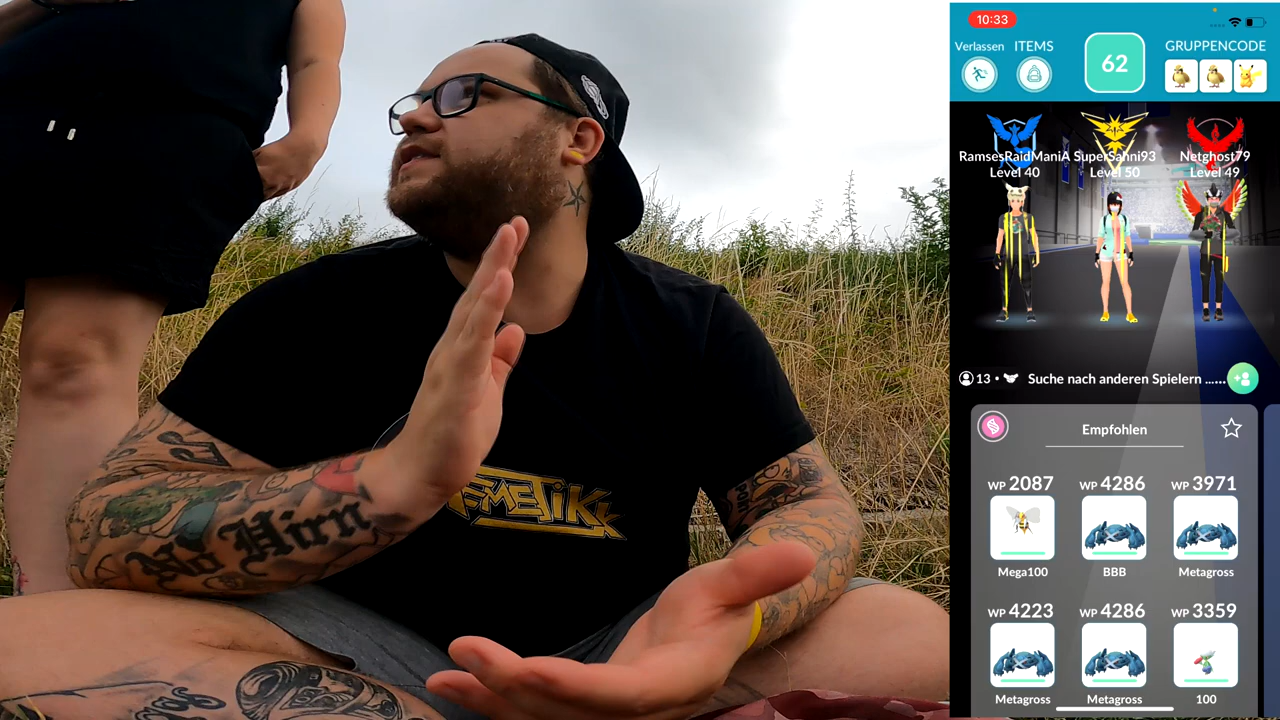 10:33
Verlassen ITEMS 62 GRUPPENCODE
RamsesRaidManiA SuperSahni93 Netghost79
Level 40 Level 50 Level 49
13 • Suche nach anderen Spielern ......
Empfohlen
WP 2087 WP 4286 WP 3971
Mega100 BBB Metagross
WP 4223 WP 4286 WP 3359
Metagross Metagross 100
No Hirn